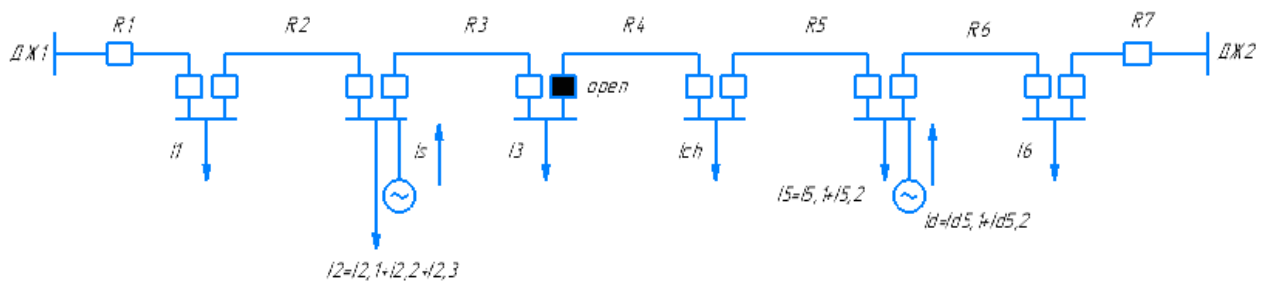 R1 R2 R3 R4 R5 R6 R7
ДЖ1 ДЖ2
open
i1 is i3 ich i6
i5=i5,1+i5,2
id=id5,1+id5,2
i2=i2,1+i2,2+i2,3